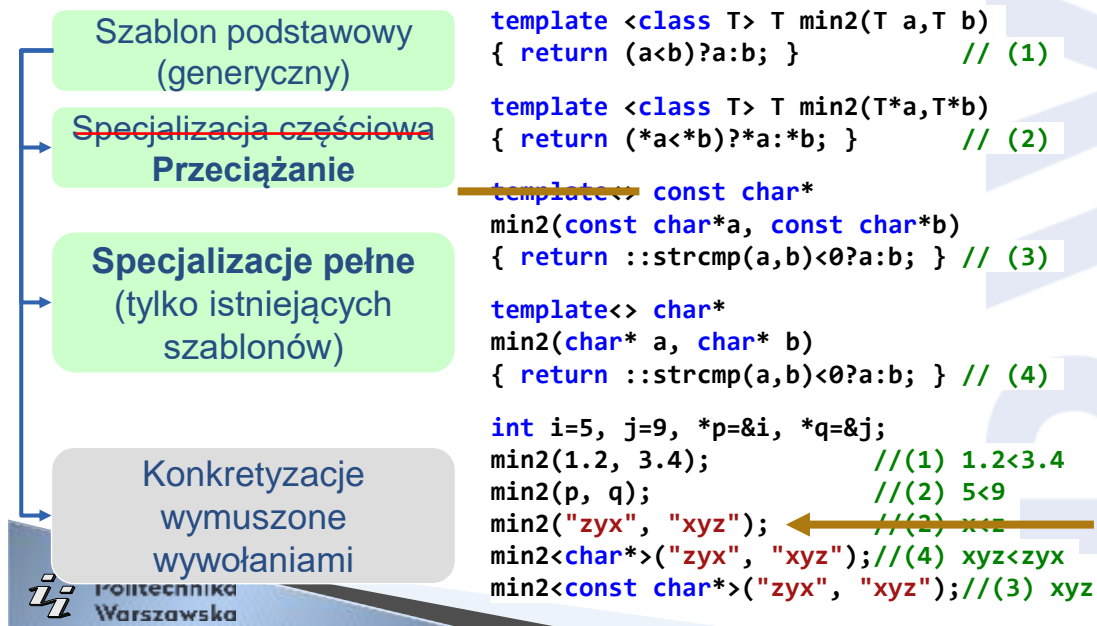 Szablon podstawowy
(generyczny)
Specjalizacja częściowa
Przeciążanie
Specjalizacje pełne
(tylko istniejących
szablonów)
Konkretyzacje
wymuszone
wywołaniami
template <class T> T min2(T a,T b)
{ return (a<b)?a:b; } // (1)
template <class T> T min2(T*a,T*b)
{ return (*a<*b)?*a:*b; } // (2)
template<> const char*
min2(const char*a, const char*b)
{ return ::strcmp(a,b)<0?a:b; } // (3)
template<> char*
min2(char* a, char* b)
{ return ::strcmp(a,b)<0?a:b; } // (4)
int i=5, j=9, *p=&i, *q=&j;
min2(1.2, 3.4); //(1) 1.2<3.4
min2(p, q); //(2) 5<9
min2("zyx", "xyz"); //(2) x<z
min2<char*>("zyx", "xyz");//(4) xyz<zyx
min2<const char*>("zyx", "xyz");//(3) xyz
Politechnika
Warszawska